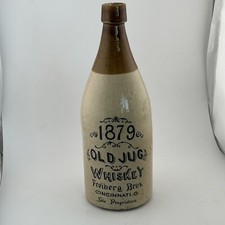 1879
OLD JUG
WHISKEY
Freiberg Bros.
CINCINNATI.O.
Sole Proprietors